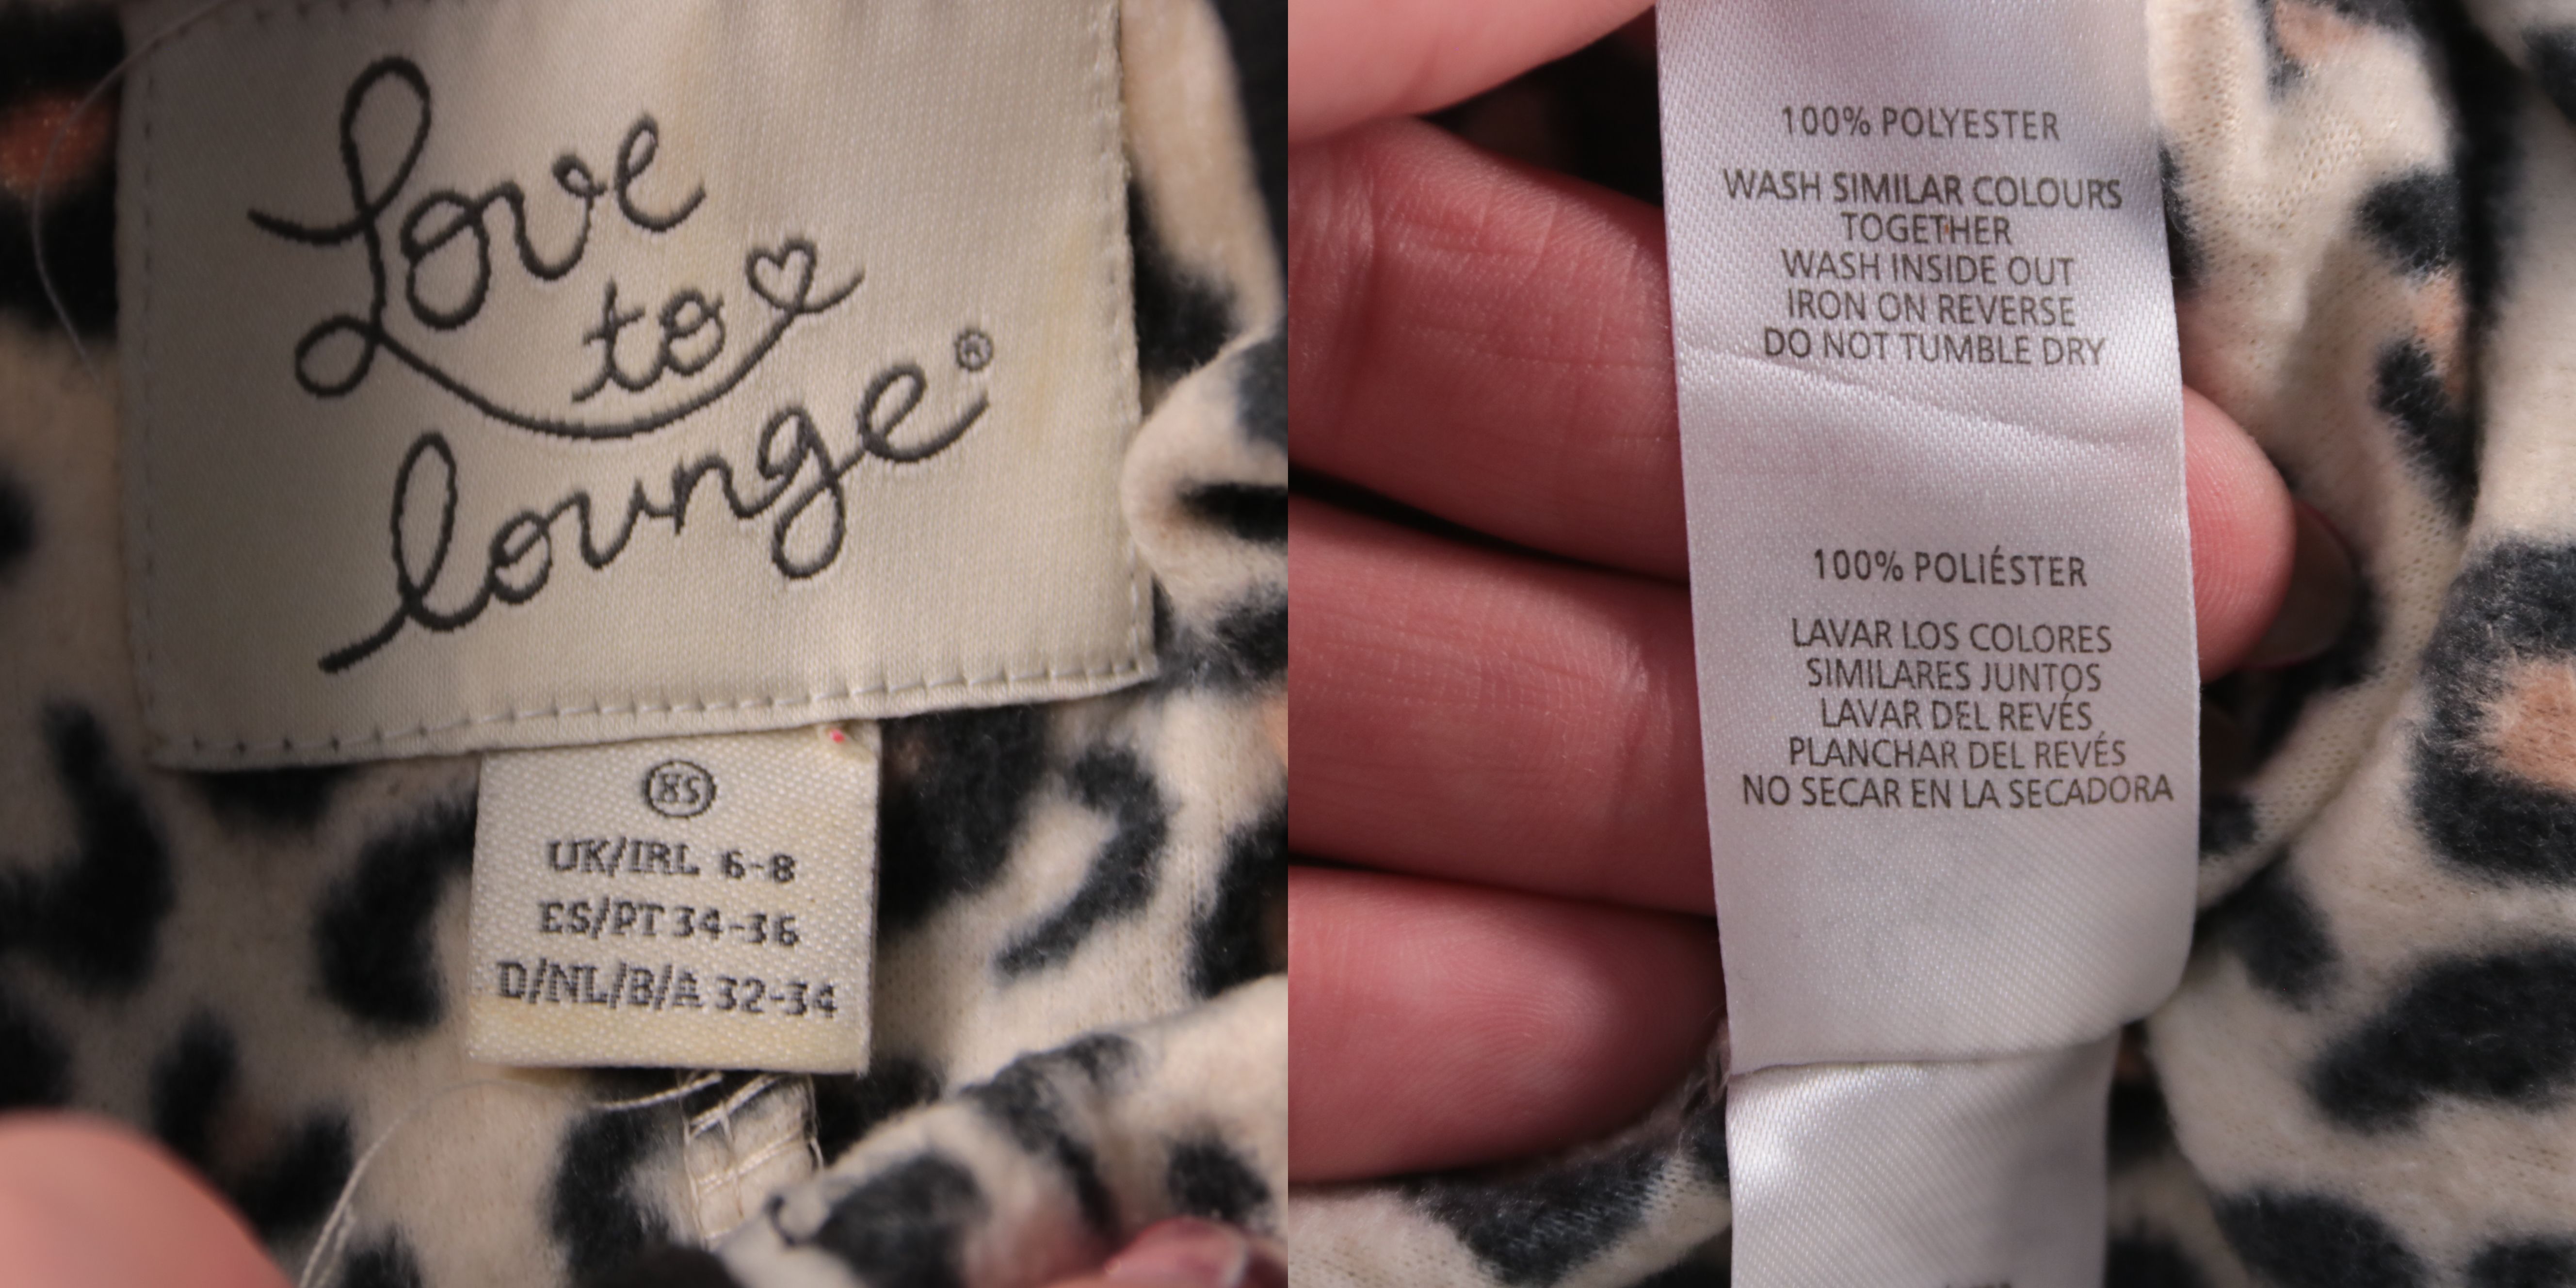 Love
to
lounge®
XS
UK/IRL 6-8
ES/PT 34-36
D/NL/B/A 32-34
100% POLYESTER
WASH SIMILAR COLOURS
TOGETHER
WASH INSIDE OUT
IRON ON REVERSE
DO NOT TUMBLE DRY
100% POLIÉSTER
LAVAR LOS COLORES
SIMILARES JUNTOS
LAVAR DEL REVÉS
PLANCHAR DEL REVÉS
NO SECAR EN LA SECADORA